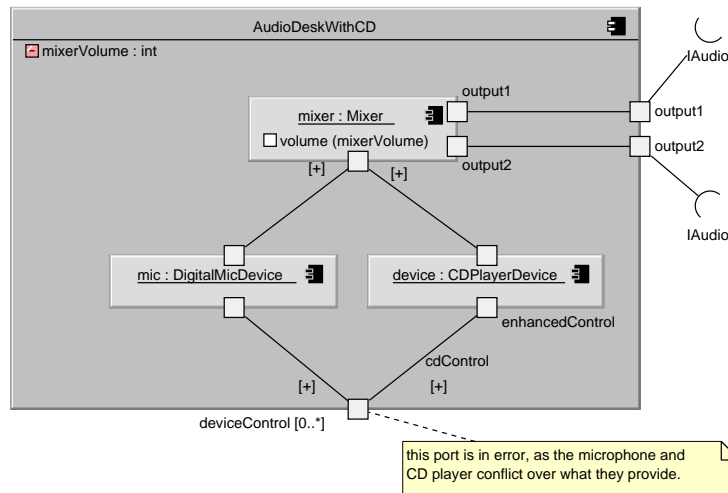 AudioDeskWithCD
mixerVolume : int
IAudio
output1
mixer : Mixer
output1
volume (mixerVolume)
output2
output2
[+]
[+]
IAudio
mic : DigitalMicDevice
device : CDPlayerDevice
enhancedControl
cdControl
[+]
[+]
deviceControl [0..*]
this port is in error, as the microphone and
CD player conflict over what they provide.